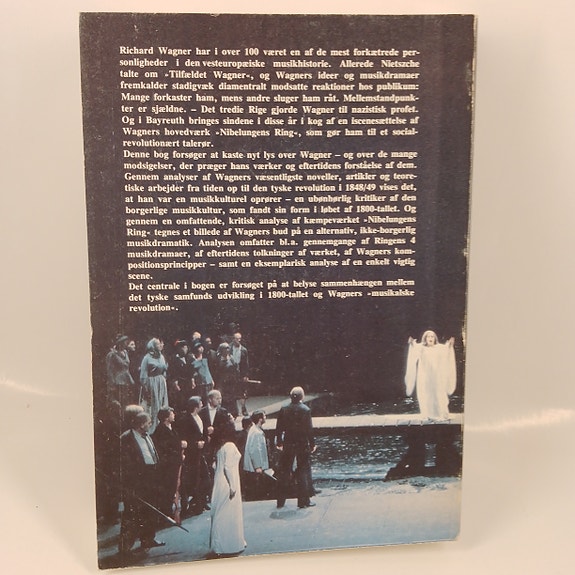 Richard Wagner har i over 100 været en af de mest forkætrede per-
sonligheder i den vesteuropæiske musikhistorie. Allerede Nietszche
talte om »Tilfældet Wagner«, og Wagners ideer og musikdramaer
fremkalder stadigvæk diamentralt modsatte reaktioner hos publikum:
Mange forkaster ham, mens andre sluger ham råt. Mellemstandpunk-
ter er sjældne. – Det tredie Rige gjorde Wagner til nazistisk profet.
Og i Bayreuth bringes sindene i disse år i kog af en iscenesættelse af
Wagners hovedværk »Nibelungens Ring«, som gør ham til et social-
revolutionært talerør.
Denne bog forsøger at kaste nyt lys over Wagner – og over de mange
modsigelser, der præger hans værker og eftertidens forståelse af dem.
Gennem analyser af Wagners væsentligste noveller, artikler og teore-
tiske arbejder fra tiden op til den tyske revolution i 1848/49 vises det,
at han var en musikkulturel oprører – en ubønhørlig kritiker af den
borgerlige musikkultur, som fandt sin form i løbet af 1800-tallet. Og
gennem en omfattende, kritisk analyse af kæmpeværket »Nibelungens
Ring« tegnes et billede af Wagners bud på en alternativ, ikke-borgerlig
musikdramatik. Analysen omfatter bl.a. gennemgange af Ringens 4
musikdramaer, af eftertidens tolkninger af værket, af Wagners kom-
positionsprincipper – samt en eksemplarisk analyse af en enkelt vigtig
scene.
Det centrale i bogen er forsøget på at belyse sammenhængen mellem
det tyske samfunds udvikling i 1800-tallet og Wagners »musikalske
revolution«.